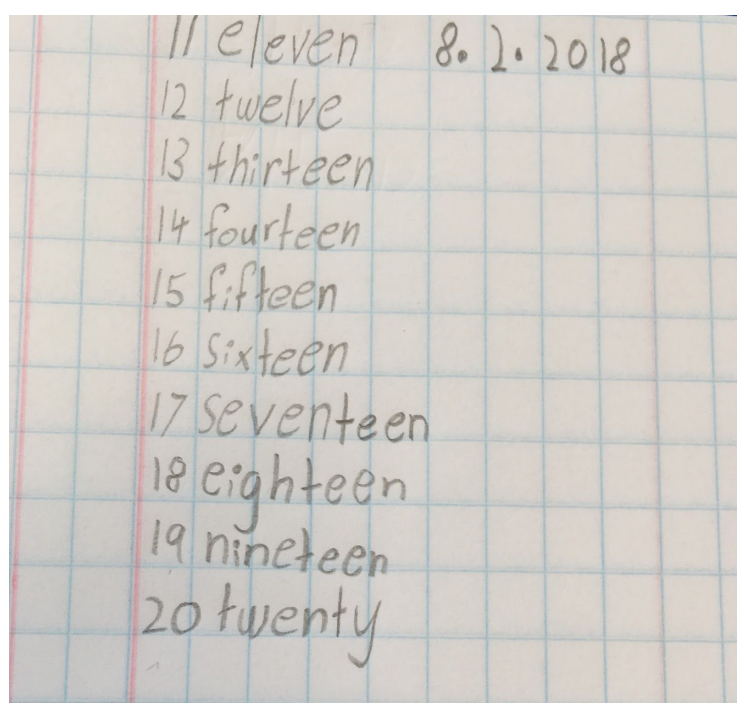 11 eleven 8. 2. 2018
12 twelve
13 thirteen
14 fourteen
15 fifteen
16 sixteen
17 seventeen
18 eighteen
19 nineteen
20 twenty